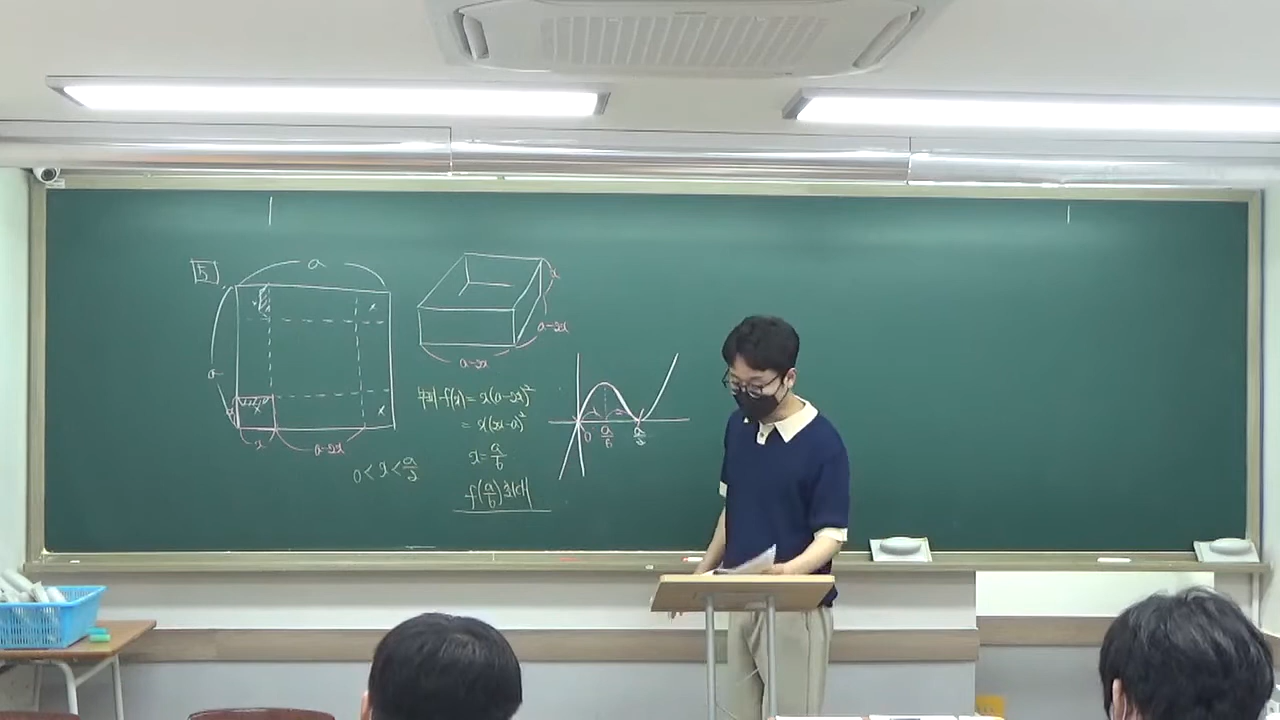 5
a
x
a
x
x
x
x
a-2x
0 < x < a/2
x
a-2x
a-2x
부피 f(x) = x(a-2x)²
= x(2x-a)²
x = a/6
f(a/6) 최대
0
a/6
a/2